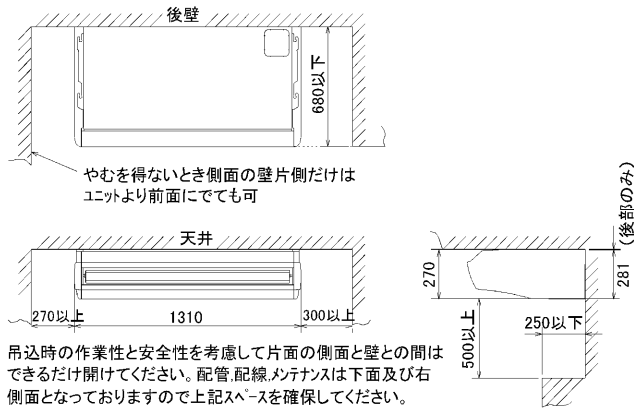 後壁
680以下
やむを得ないとき側面の壁片側だけは
ユニットより前面にでても可
天井
270以上
1310
300以上
270
281
(後部のみ)
500以上
250以下
吊込時の作業性と安全性を考慮して片面の側面と壁との間は
できるだけ開けてください。配管,配線,メンテナンスは下面及び右
側面となっておりますので上記スペースを確保してください。